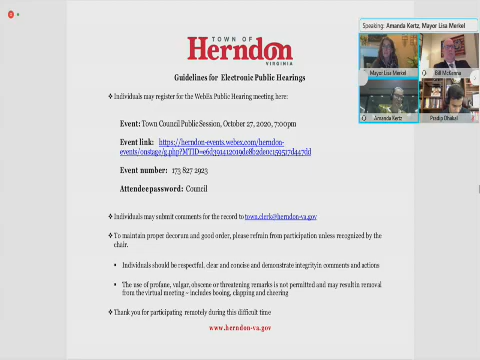 Speaking: Amanda Kertz, Mayor Lisa Merkel
Mayor Lisa Merkel
Bill McKenna
Amanda Kertz
Pradip Dhakal
TOWN OF
Herndon
VIRGINIA
Guidelines for Electronic Public Hearings
Individuals may register for the WebEx Public Hearing meeting here:
Event: Town Council Public Session, October 27, 2020, 7:00pm
Event link: https://herndon-events.webex.com/herndon-
events/onstage/g.php?MTID=e6d391412019de8b2de0c159517d447dd
Event number: 173 827 2923
Attendee password: Council
Individuals may submit comments for the record to town.clerk@herndon-va.gov
To maintain proper decorum and good order, please refrain from participation unless recognized by the
chair.
Individuals should be respectful, clear and concise and demonstrate integrity in comments and actions
The use of profane, vulgar, obscene or threatening remarks is not permitted and may result in removal
from the virtual meeting – includes booing, clapping and cheering
Thank you for participating remotely during this difficult time
www.herndon-va.gov